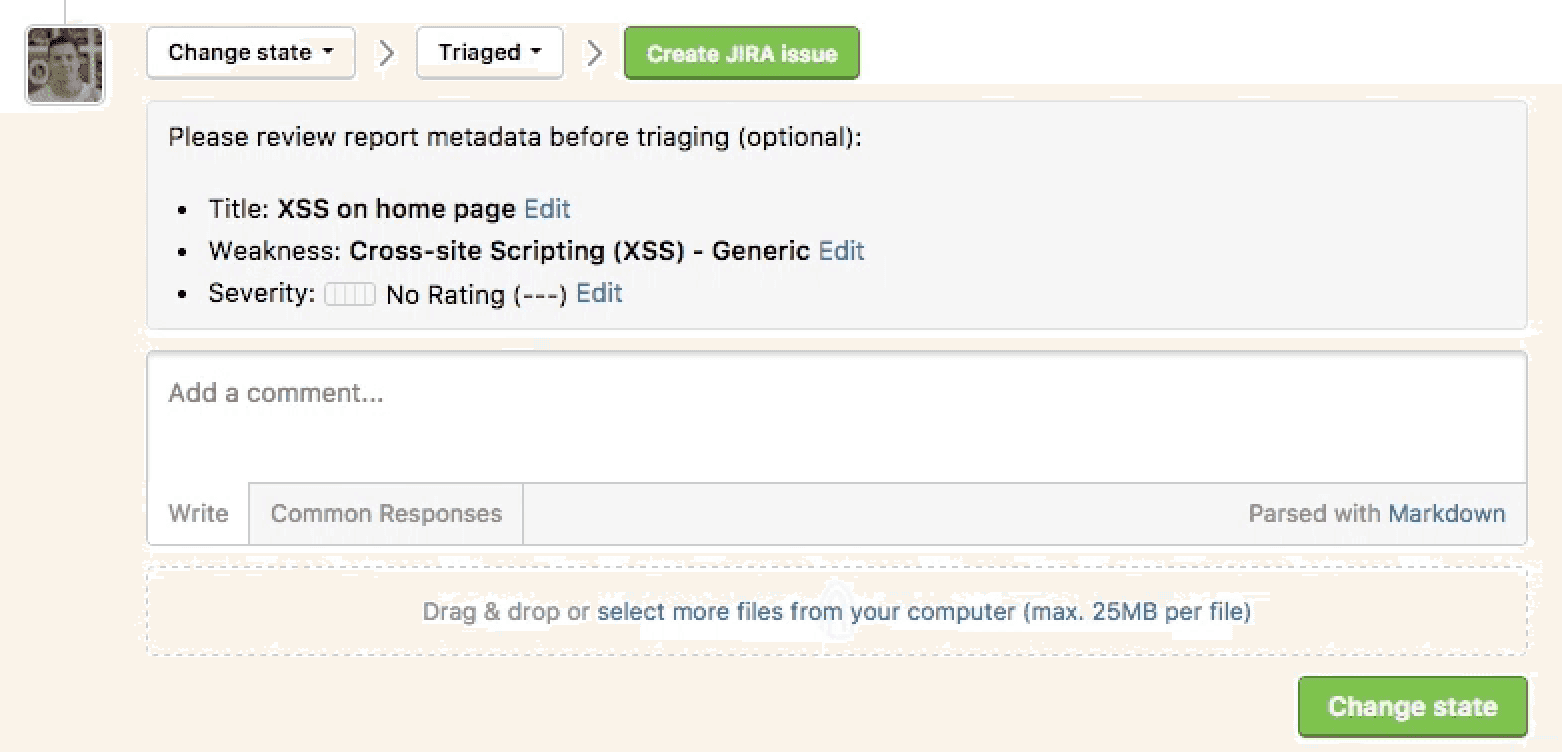 Change state
Triaged
Create JIRA issue
Please review report metadata before triaging (optional):
• Title: XSS on home page Edit
• Weakness: Cross-site Scripting (XSS) - Generic Edit
• Severity: No Rating (---) Edit
Add a comment...
Write
Common Responses
Parsed with Markdown
Drag & drop or select more files from your computer (max. 25MB per file)
Change state